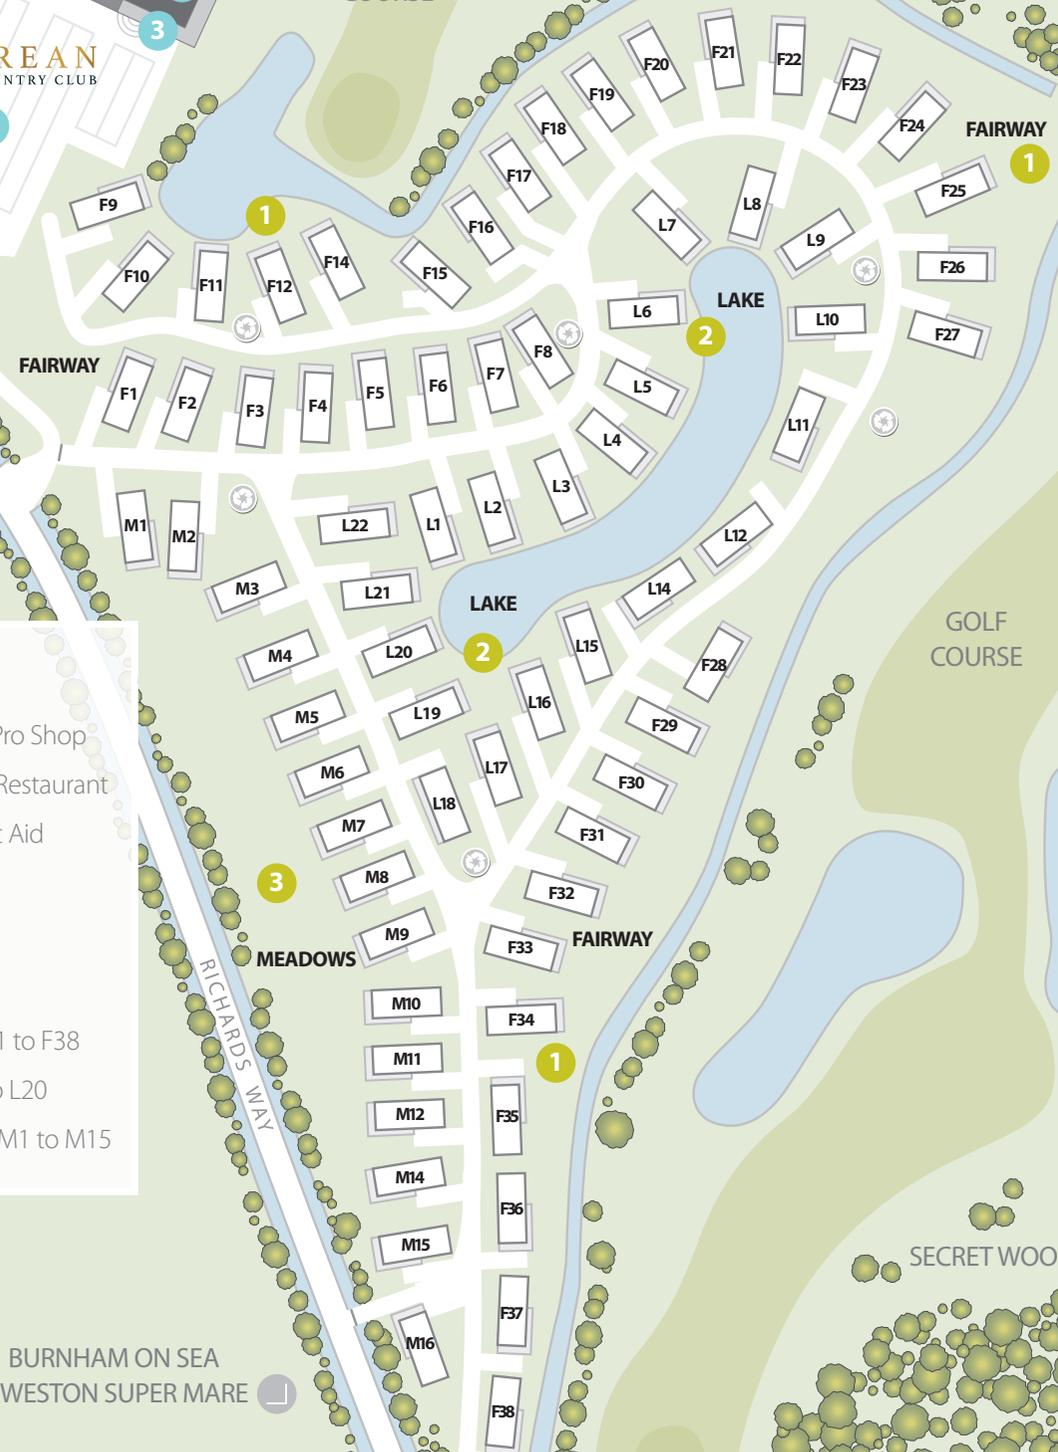 COURSE
3
REAN
NTRY CLUB
F21
F22
F20
F23
F19
F18
F24
FAIRWAY
1
F17
F25
F9
1
F16
L7
L8
L9
F10
F11
F12
F14
F15
F26
LAKE
2
L6
L10
F27
FAIRWAY
F1
F2
F3
F4
F5
F6
F7
F8
L5
L4
L11
M1
M2
L22
L1
L2
L3
L12
M3
L21
LAKE
2
L14
M4
L20
L15
F28
GOLF
COURSE
M5
L19
L16
F29
Pro Shop
M6
L17
F30
Restaurant
M7
L18
F31
t Aid
3
M8
F32
MEADOWS
M9
F33
FAIRWAY
RICHARDS WAY
M10
F34
1 to F38
M11
1
o L20
M12
F35
M1 to M15
M14
F36
M15
SECRET WOO
F37
M16
BURNHAM ON SEA
WESTON SUPER MARE
F38